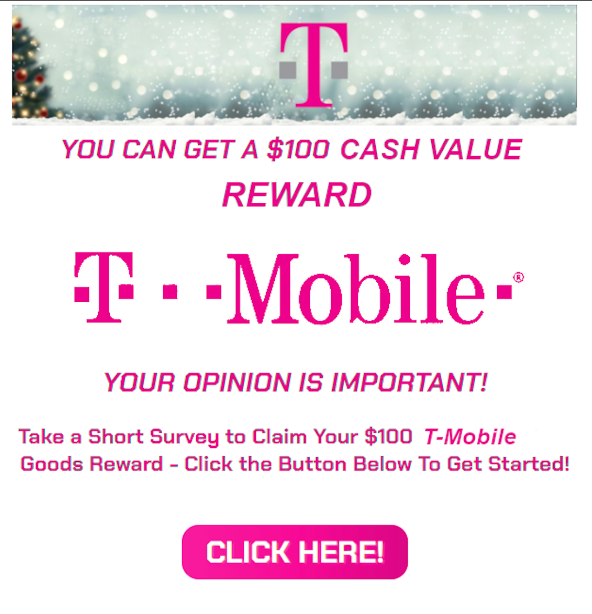 T
YOU CAN GET A $100 CASH VALUE
REWARD
T · · Mobile · ®
YOUR OPINION IS IMPORTANT!
Take a Short Survey to Claim Your $100 T-Mobile
Goods Reward - Click the Button Below To Get Started!
CLICK HERE!